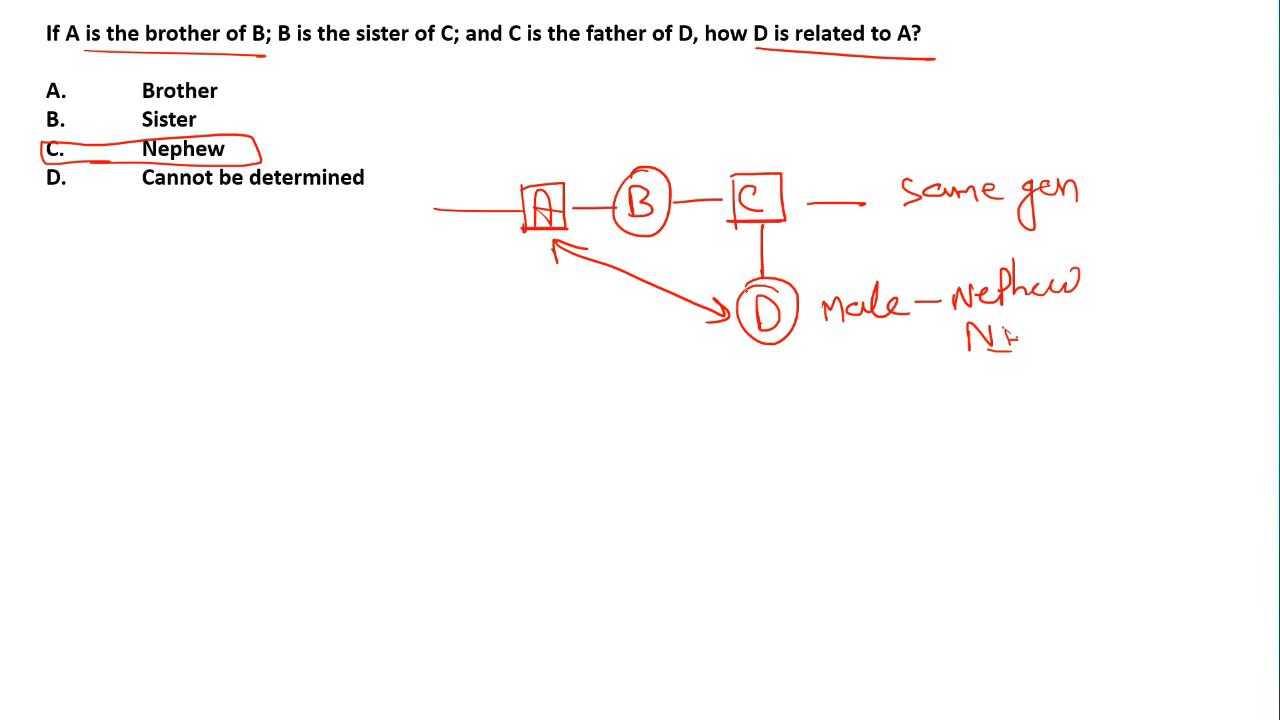 If A is the brother of B; B is the sister of C; and C is the father of D, how D is related to A?
A. Brother
B. Sister
C. Nephew
D. Cannot be determined
A B C same gen
D Male - Nephew